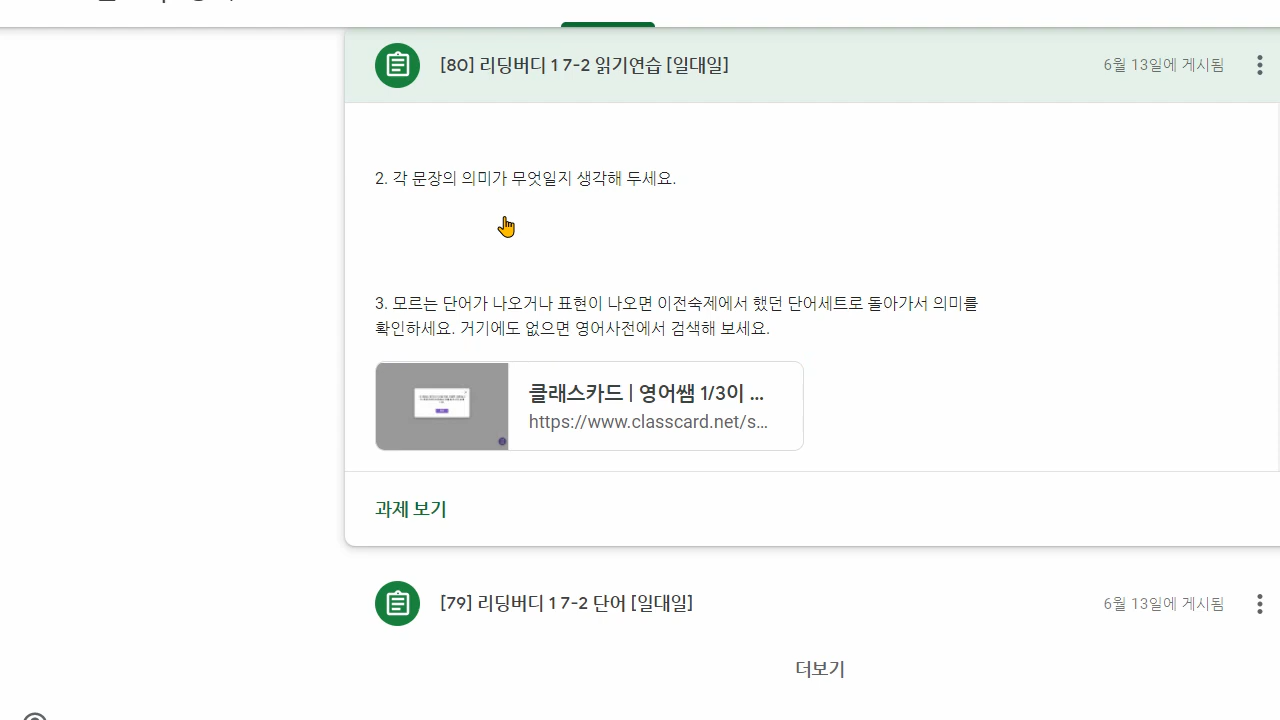 [80] 리딩버디 1 7-2 읽기연습 [일대일]
6월 13일에 게시됨
2. 각 문장의 의미가 무엇일지 생각해 두세요.
3. 모르는 단어가 나오거나 표현이 나오면 이전숙제에서 했던 단어세트로 돌아가서 의미를
확인하세요. 거기에도 없으면 영어사전에서 검색해 보세요.
클래스카드 | 영어쌤 1/3이 ...
https://www.classcard.net/s...
과제 보기
[79] 리딩버디 1 7-2 단어 [일대일]
6월 13일에 게시됨
더보기